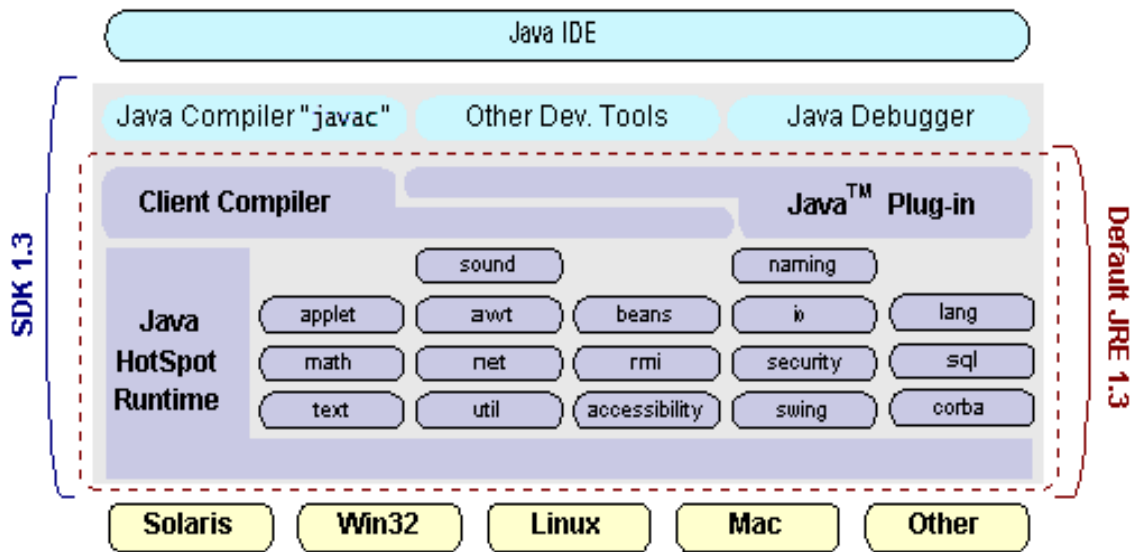 Java IDE
Java Compiler "javac"
Other Dev. Tools
Java Debugger
SDK 1.3
Default JRE 1.3
Client Compiler
Java™ Plug-in
Java
HotSpot
Runtime
sound
naming
applet
awt
beans
io
lang
math
net
rmi
security
sql
text
util
accessibility
swing
corba
Solaris
Win32
Linux
Mac
Other